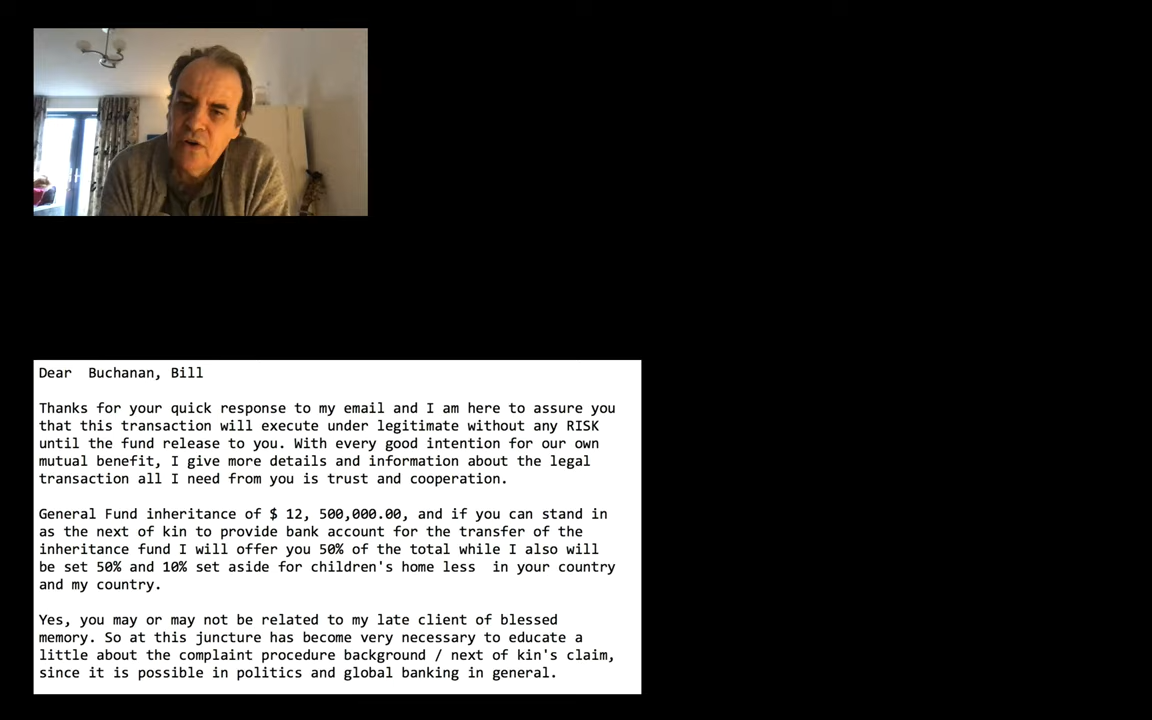 Dear  Buchanan, Bill
Thanks for your quick response to my email and I am here to assure you
that this transaction will execute under legitimate without any RISK
until the fund release to you. With every good intention for our own
mutual benefit, I give more details and information about the legal
transaction all I need from you is trust and cooperation.
General Fund inheritance of $ 12, 500,000.00, and if you can stand in
as the next of kin to provide bank account for the transfer of the
inheritance fund I will offer you 50% of the total while I also will
be set 50% and 10% set aside for children's home less  in your country
and my country.
Yes, you may or may not be related to my late client of blessed
memory. So at this juncture has become very necessary to educate a
little about the complaint procedure background / next of kin's claim,
since it is possible in politics and global banking in general.